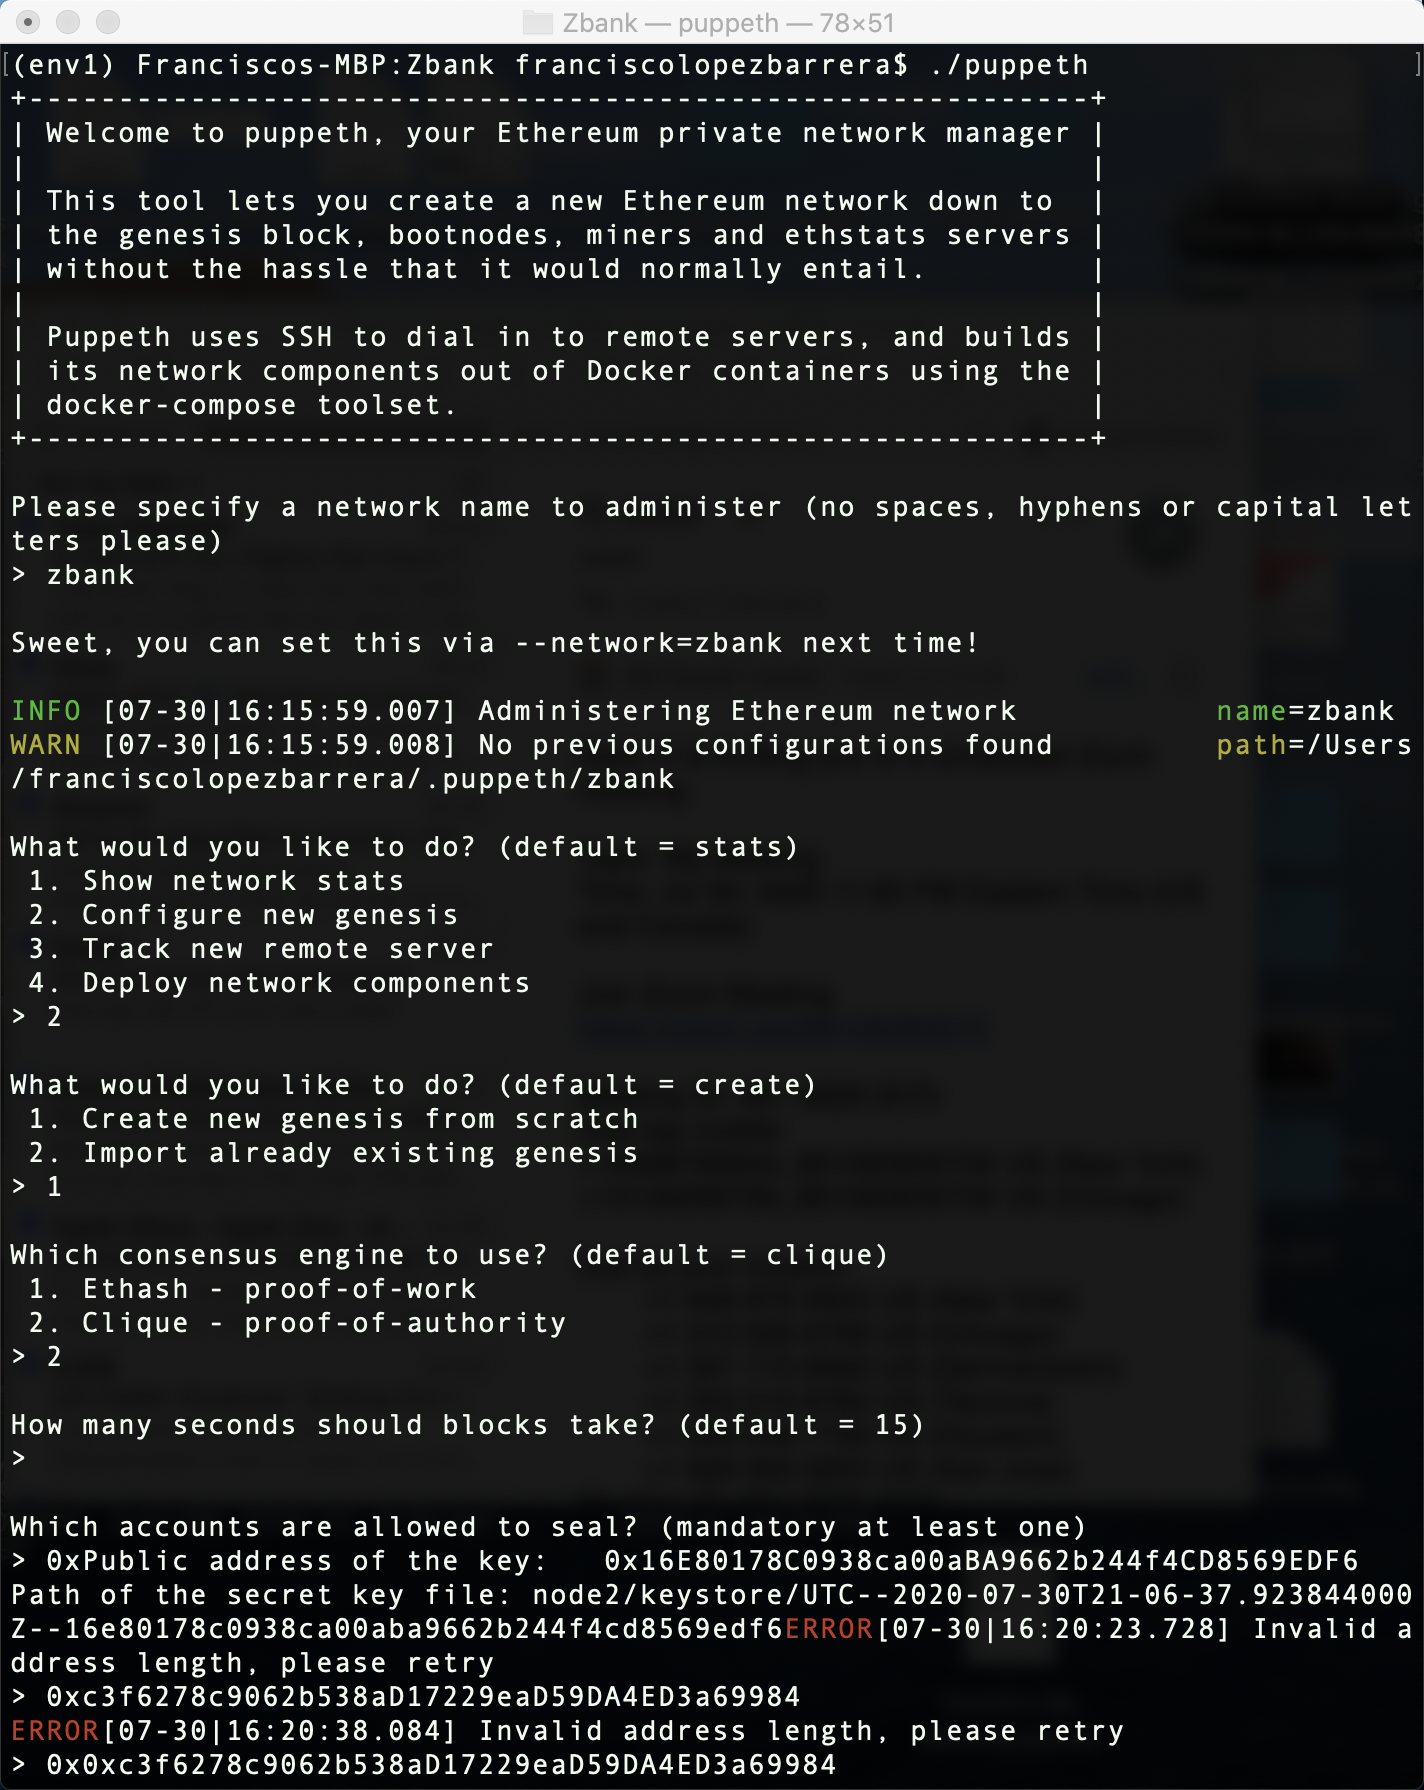 Zbank — puppeth — 78×51
[(env1) Franciscos-MBP:Zbank franciscolopezbarrera$ ./puppeth ]
+-----------------------------------------------------------+
| Welcome to puppeth, your Ethereum private network manager |
| |
| This tool lets you create a new Ethereum network down to |
| the genesis block, bootnodes, miners and ethstats servers |
| without the hassle that it would normally entail. |
| |
| Puppeth uses SSH to dial in to remote servers, and builds |
| its network components out of Docker containers using the |
| docker-compose toolset. |
+-----------------------------------------------------------+
Please specify a network name to administer (no spaces, hyphens or capital let
ters please)
> zbank
Sweet, you can set this via --network=zbank next time!
INFO [07-30|16:15:59.007] Administering Ethereum network name=zbank
WARN [07-30|16:15:59.008] No previous configurations found path=/Users
/franciscolopezbarrera/.puppeth/zbank
What would you like to do? (default = stats)
1. Show network stats
2. Configure new genesis
3. Track new remote server
4. Deploy network components
> 2
What would you like to do? (default = create)
1. Create new genesis from scratch
2. Import already existing genesis
> 1
Which consensus engine to use? (default = clique)
1. Ethash - proof-of-work
2. Clique - proof-of-authority
> 2
How many seconds should blocks take? (default = 15)
>
Which accounts are allowed to seal? (mandatory at least one)
> 0xPublic address of the key: 0x16E80178C0938ca00aBA9662b244f4CD8569EDF6
Path of the secret key file: node2/keystore/UTC--2020-07-30T21-06-37.923844000
Z--16e80178c0938ca00aba9662b244f4cd8569edf6ERROR[07-30|16:20:23.728] Invalid a
ddress length, please retry
> 0xc3f6278c9062b538aD17229eaD59DA4ED3a69984
ERROR[07-30|16:20:38.084] Invalid address length, please retry
> 0x0xc3f6278c9062b538aD17229eaD59DA4ED3a69984